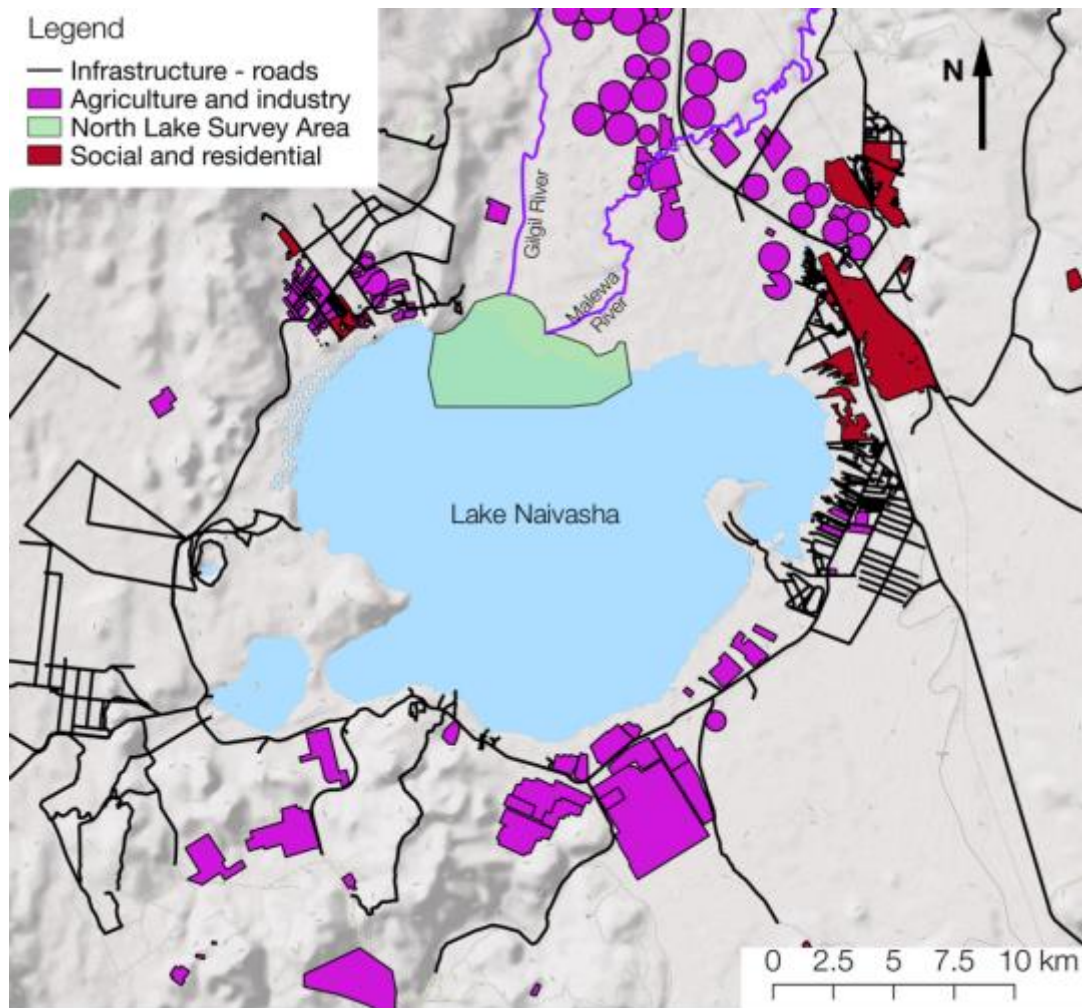 Legend
Infrastructure - roads
Agriculture and industry
North Lake Survey Area
Social and residential
N
Gilgil River
Malewa
River
Lake Naivasha
0 2.5 5 7.5 10 km